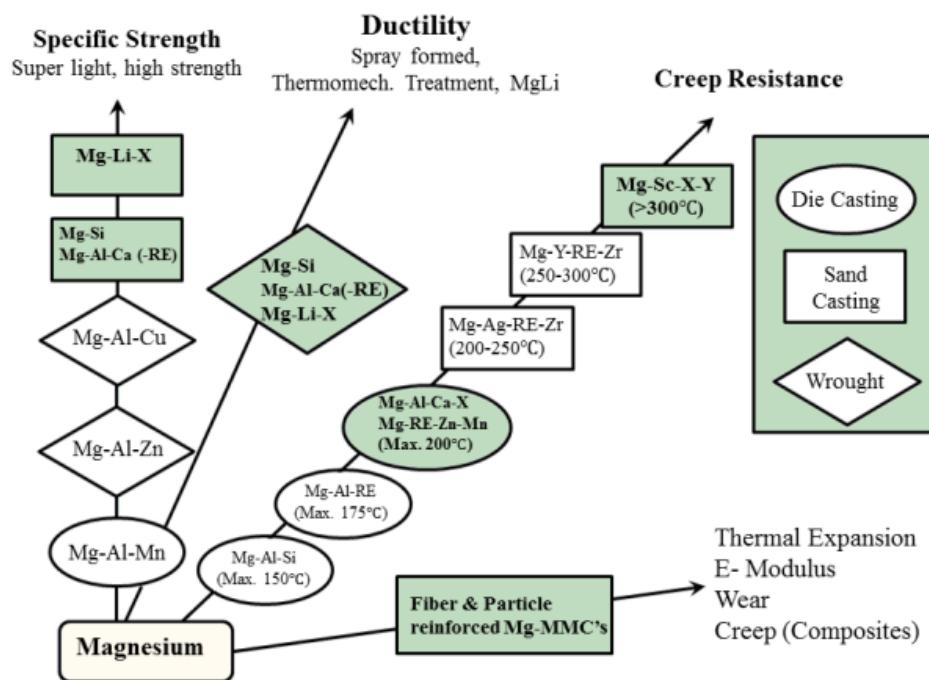 Specific Strength
Super light, high strength
Ductility
Spray formed,
Thermomech. Treatment, MgLi
Creep Resistance
Mg-Li-X
Mg-Si
Mg-Al-Ca (-RE)
Mg-Al-Cu
Mg-Al-Zn
Mg-Al-Mn
Magnesium
Mg-Si
Mg-Al-Ca(-RE)
Mg-Li-X
Mg-Sc-X-Y
(>300℃)
Mg-Y-RE-Zr
(250-300℃)
Mg-Ag-RE-Zr
(200-250℃)
Mg-Al-Ca-X
Mg-RE-Zn-Mn
(Max. 200℃)
Mg-Al-RE
(Max. 175℃)
Mg-Al-Si
(Max. 150℃)
Die Casting
Sand
Casting
Wrought
Fiber & Particle
reinforced Mg-MMC's
Thermal Expansion
E- Modulus
Wear
Creep (Composites)